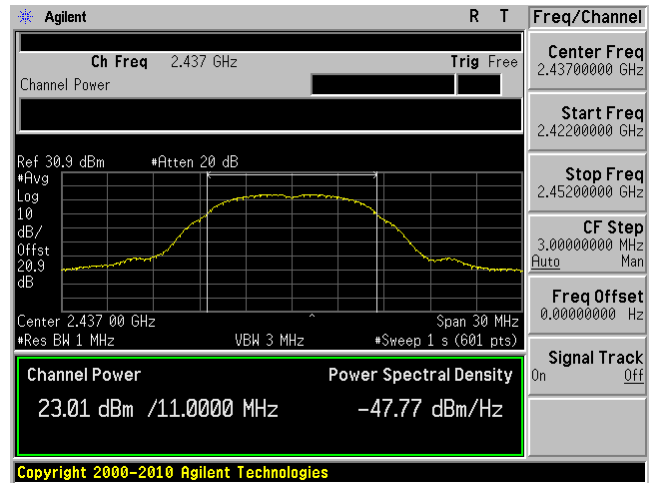 Agilent R T
Ch Freq 2.437 GHz Trig Free
Channel Power
Ref 30.9 dBm #Atten 20 dB
#Avg
Log
10
dB/
Offst
20.9
dB
Center 2.437 00 GHz ^ Span 30 MHz
#Res BW 1 MHz VBW 3 MHz #Sweep 1 s (601 pts)
Channel Power Power Spectral Density
23.01 dBm /11.0000 MHz -47.77 dBm/Hz
Copyright 2000-2010 Agilent Technologies
Freq/Channel
Center Freq
2.43700000 GHz
Start Freq
2.42200000 GHz
Stop Freq
2.45200000 GHz
CF Step
3.00000000 MHz
Auto Man
Freq Offset
0.00000000 Hz
Signal Track
On Off